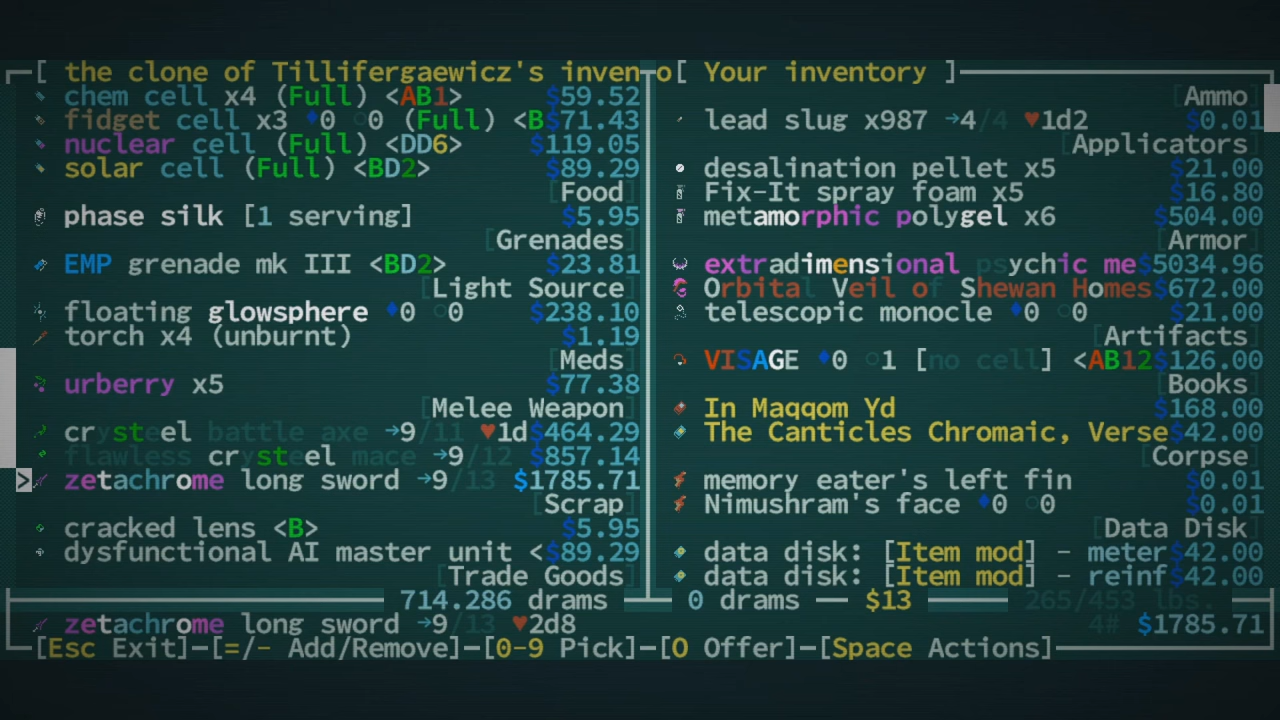 [ the clone of Tillifergaewicz's inven
chem cell x4 (Full) <AB1> $59.52
fidget cell x3 ♦0 ○0 (Full) <B$71.43
nuclear cell (Full) <DD6> $119.05
solar cell (Full) <BD2> $89.29
[Food]
phase silk [1 serving] $5.95
[Grenades]
EMP grenade mk III <BD2> $23.81
[Light Source]
floating glowsphere ♦0 ○0 $238.10
torch x4 (unburnt) $1.19
[Meds]
urberry x5 $77.38
[Melee Weapon]
crysteel battle axe →9/11 ♥1d$464.29
flawless crysteel mace →9/12 $857.14
> zetachrome long sword →9/13 $1785.71
[Scrap]
cracked lens <B> $5.95
dysfunctional AI master unit <$89.29
[Trade Goods]
714.286 drams
o[ Your inventory ]
[Ammo]
lead slug x987 →4/4 ♥1d2 $0.01
[Applicators]
desalination pellet x5 $21.00
Fix-It spray foam x5 $16.80
metamorphic polygel x6 $504.00
[Armor]
extradimensional psychic me$5034.96
Orbital Veil of Shewan Homes$672.00
telescopic monocle ♦0 ○0 $21.00
[Artifacts]
VISAGE ♦0 ○1 [no cell] <AB12$126.00
[Books]
In Maqqom Yd $168.00
The Canticles Chromaic, Verse$42.00
[Corpse]
memory eater's left fin $0.01
Nimushram's face ♦0 ○0 $0.01
[Data Disk]
data disk: [Item mod] - meter$42.00
data disk: [Item mod] - reinf$42.00
0 drams — $13 265/453 lbs.
zetachrome long sword →9/13 ♥2d8 4# $1785.71
[Esc Exit]-[=/- Add/Remove]-[0-9 Pick]-[O Offer]-[Space Actions]